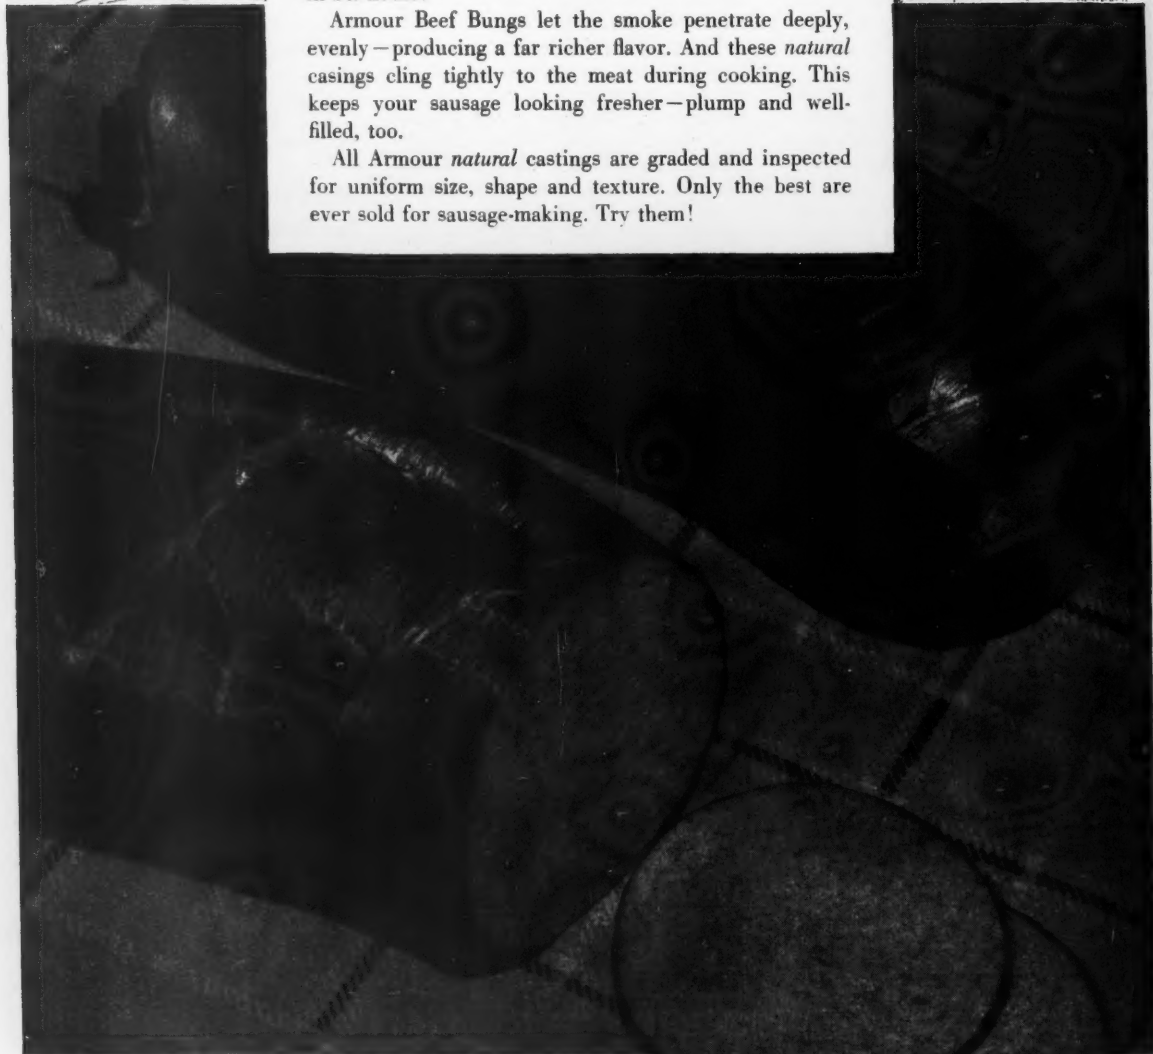 Armour Beef Bungs let the smoke penetrate deeply,
evenly—producing a far richer flavor. And these natural
casings cling tightly to the meat during cooking. This
keeps your sausage looking fresher—plump and well-
filled, too.
All Armour natural castings are graded and inspected
for uniform size, shape and texture. Only the best are
ever sold for sausage-making. Try them!